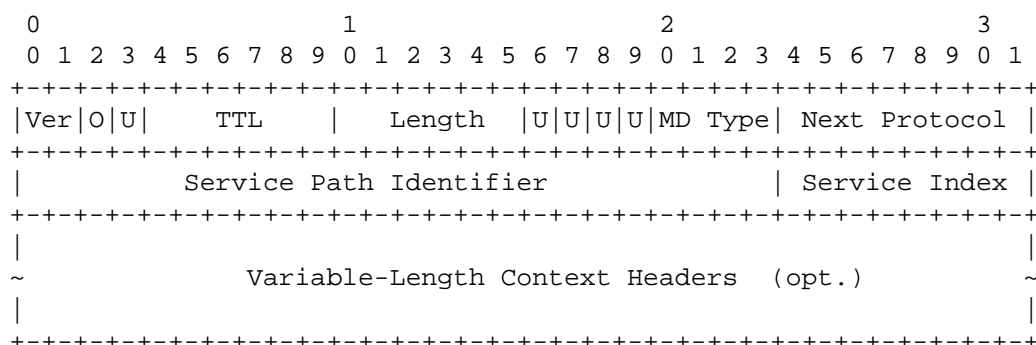 0                   1                   2                   3
 0 1 2 3 4 5 6 7 8 9 0 1 2 3 4 5 6 7 8 9 0 1 2 3 4 5 6 7 8 9 0 1
+-+-+-+-+-+-+-+-+-+-+-+-+-+-+-+-+-+-+-+-+-+-+-+-+-+-+-+-+-+-+-+-+
|Ver|O|U|    TTL    |   Length  |U|U|U|U|MD Type| Next Protocol |
+-+-+-+-+-+-+-+-+-+-+-+-+-+-+-+-+-+-+-+-+-+-+-+-+-+-+-+-+-+-+-+-+
|          Service Path Identifier              | Service Index |
+-+-+-+-+-+-+-+-+-+-+-+-+-+-+-+-+-+-+-+-+-+-+-+-+-+-+-+-+-+-+-+-+
|                                                               |
~              Variable-Length Context Headers  (opt.)          ~
|                                                               |
+-+-+-+-+-+-+-+-+-+-+-+-+-+-+-+-+-+-+-+-+-+-+-+-+-+-+-+-+-+-+-+-+